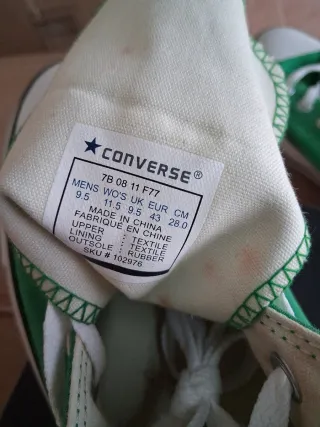 CONVERSE®
7B 08 11 F77
MENS WO'S UK EUR CM
9.5 11.5 9.5 43 28.0
MADE IN CHINA
FABRIQUE EN CHINE
UPPER : TEXTILE
LINING : TEXTILE
OUTSOLE : RUBBER
SKU # 102976